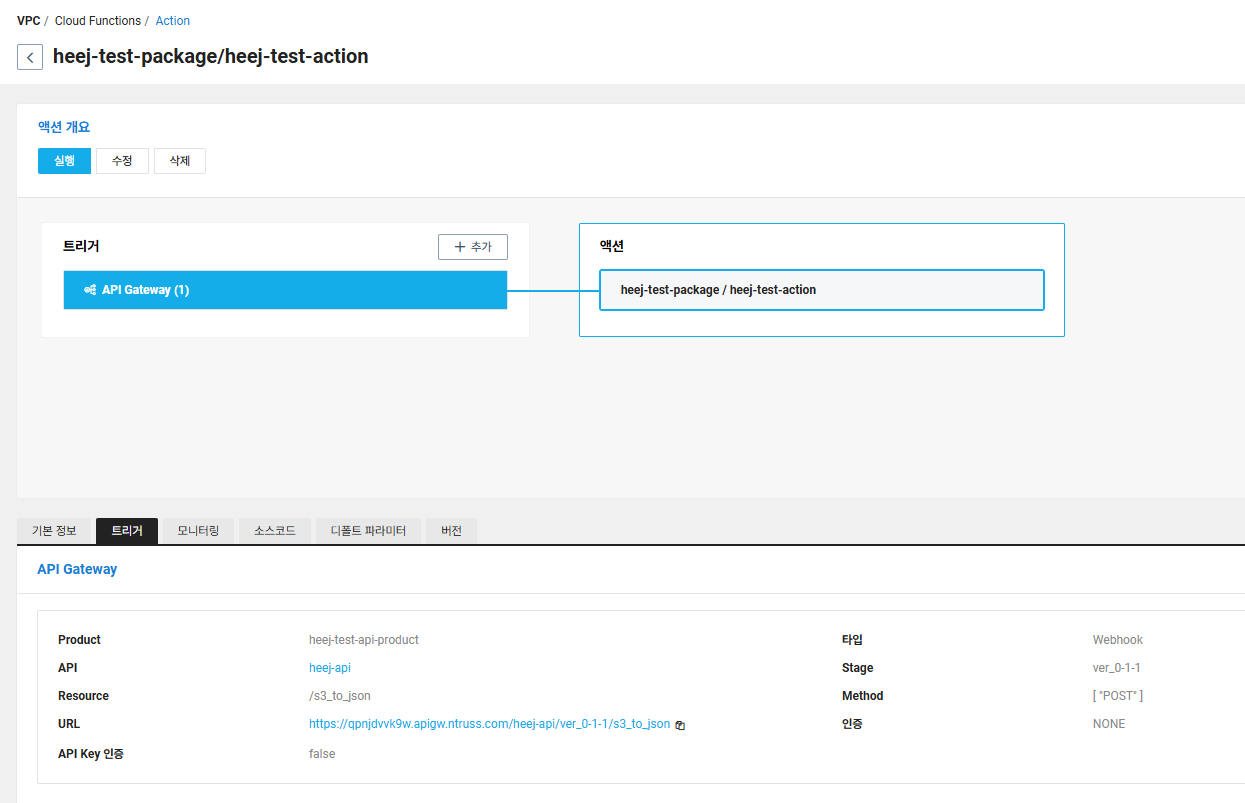 VPC / Cloud Functions / Action
heej-test-package/heej-test-action
액션 개요
실행 수정 삭제
트리거 + 추가
API Gateway (1)
액션
heej-test-package / heej-test-action
기본 정보 트리거 모니터링 소스코드 디폴트 파라미터 버전
API Gateway
Product heej-test-api-product 타입 Webhook
API heej-api Stage ver_0-1-1
Resource /s3_to_json Method [ "POST" ]
URL https://qpnjdvvk9w.apigw.ntruss.com/heej-api/ver_0-1-1/s3_to_json 인증 NONE
API Key 인증 false